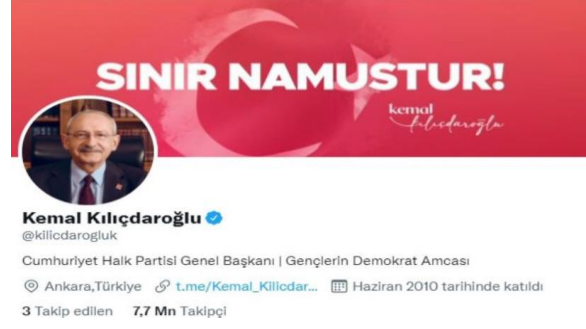 SINIR NAMUSTUR!
kemal
kılıçdaroğlu
Kemal Kılıçdaroğlu
@kilicdarogluk
Cumhuriyet Halk Partisi Genel Başkanı | Gençlerin Demokrat Amcası
Ankara,Türkiye t.me/Kemal_Kilicdar... Haziran 2010 tarihinde katıldı
3 Takip edilen 7,7 Mn Takipçi